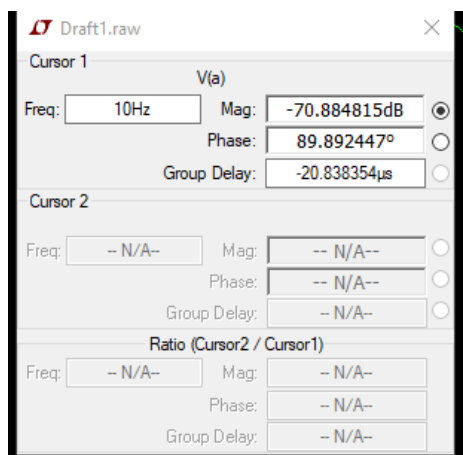 Draft1.raw
Cursor 1
V(a)
Freq: 10Hz Mag: -70.884815dB
Phase: 89.892447º
Group Delay: -20.838354µs
Cursor 2
Freq: -- N/A-- Mag: -- N/A--
Phase: -- N/A--
Group Delay: -- N/A--
Ratio (Cursor2 / Cursor1)
Freq: -- N/A-- Mag: -- N/A--
Phase: -- N/A--
Group Delay: -- N/A--